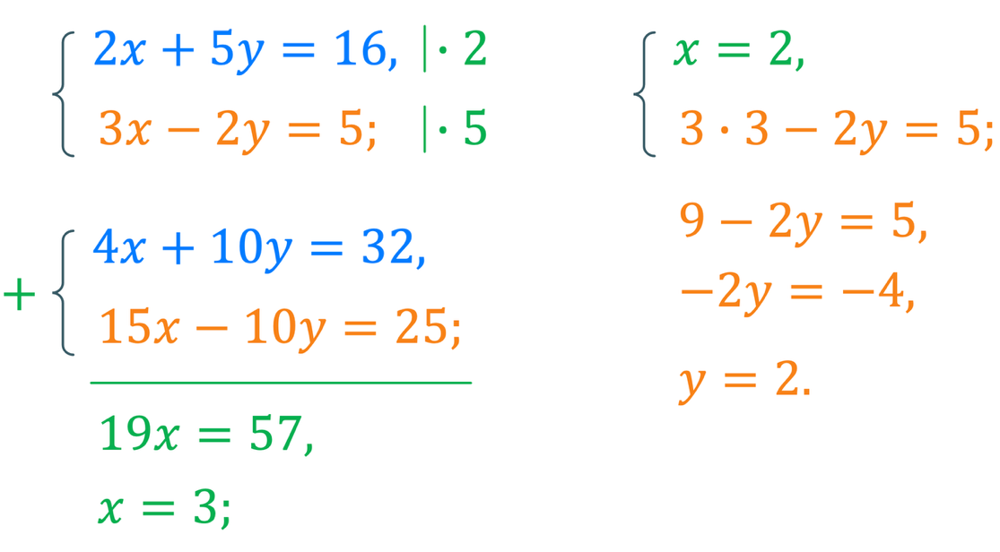 2x + 5y = 16, | · 2
3x − 2y = 5; | · 5
+
4x + 10y = 32,
15x − 10y = 25;
19x = 57,
x = 3;
x = 2,
3 · 3 − 2y = 5;
9 − 2y = 5,
−2y = −4,
y = 2.